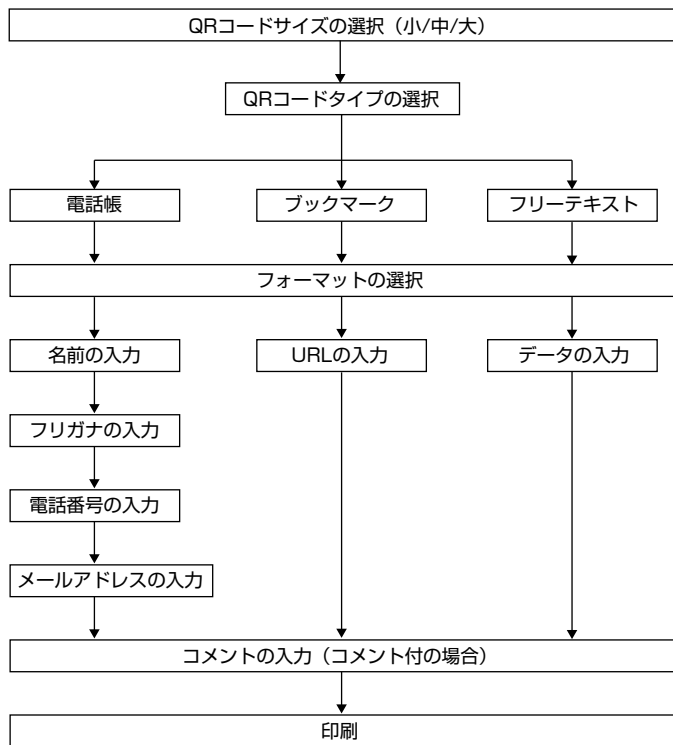 QRコードサイズの選択（小/中/大）
QRコードタイプの選択
電話帳
ブックマーク
フリーテキスト
フォーマットの選択
名前の入力
URLの入力
データの入力
フリガナの入力
電話番号の入力
メールアドレスの入力
コメントの入力（コメント付の場合）
印刷